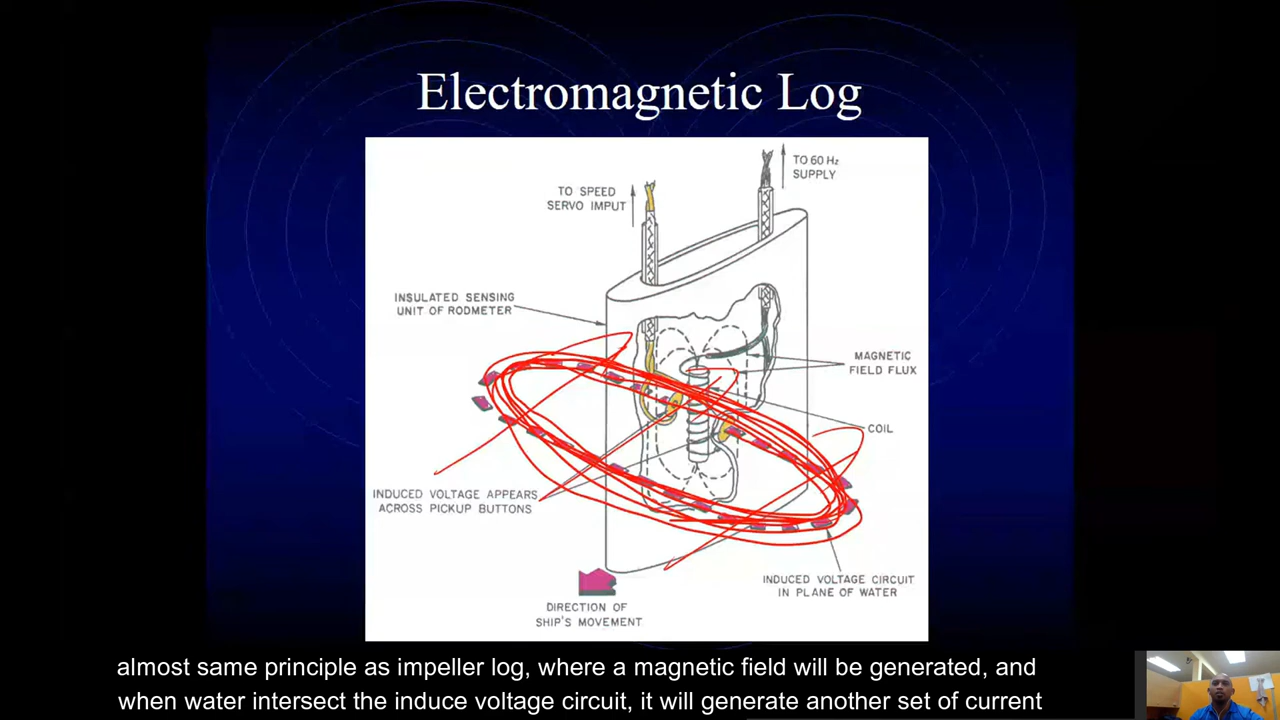 Electromagnetic Log
TO 60 Hz
SUPPLY
TO SPEED
SERVO IMPUT
INSULATED SENSING
UNIT OF RODMETER
MAGNETIC
FIELD FLUX
COIL
INDUCED VOLTAGE APPEARS
ACROSS PICKUP BUTTONS
INDUCED VOLTAGE CIRCUIT
IN PLANE OF WATER
DIRECTION OF
SHIP'S MOVEMENT
almost same principle as impeller log, where a magnetic field will be generated, and
when water intersect the induce voltage circuit, it will generate another set of current